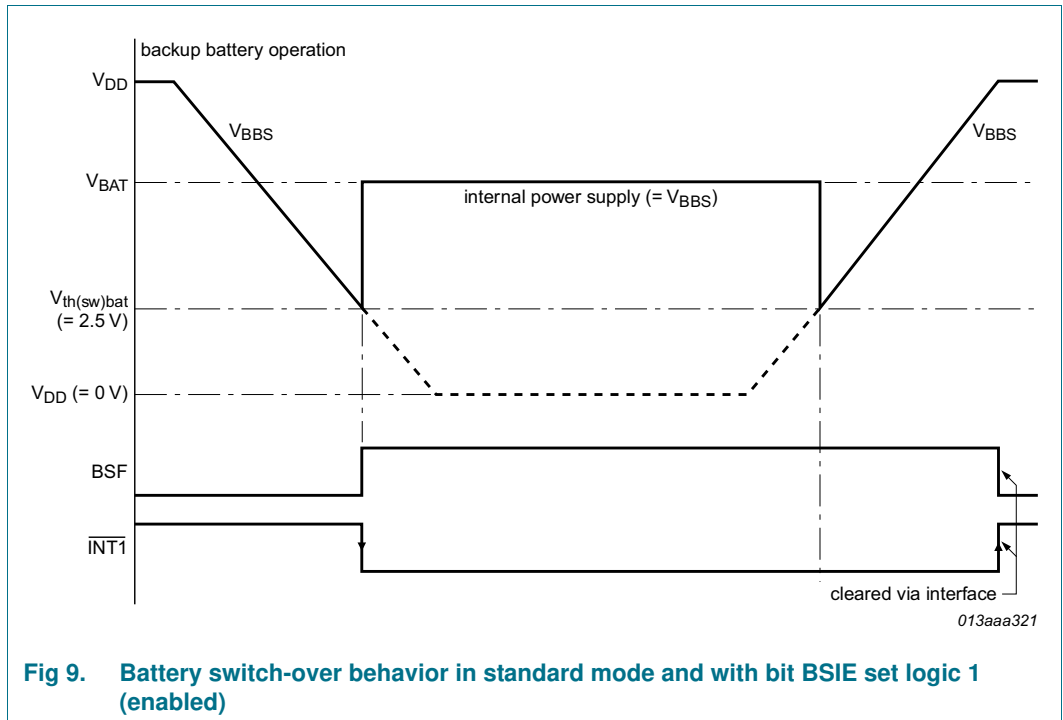 backup battery operation
VDD
VBBS
VBBS
VBAT
internal power supply (= VBBS)
Vth(sw)bat
(= 2.5 V)
VDD (= 0 V)
BSF
INT1
cleared via interface
013aaa321
Fig 9. Battery switch-over behavior in standard mode and with bit BSIE set logic 1
(enabled)